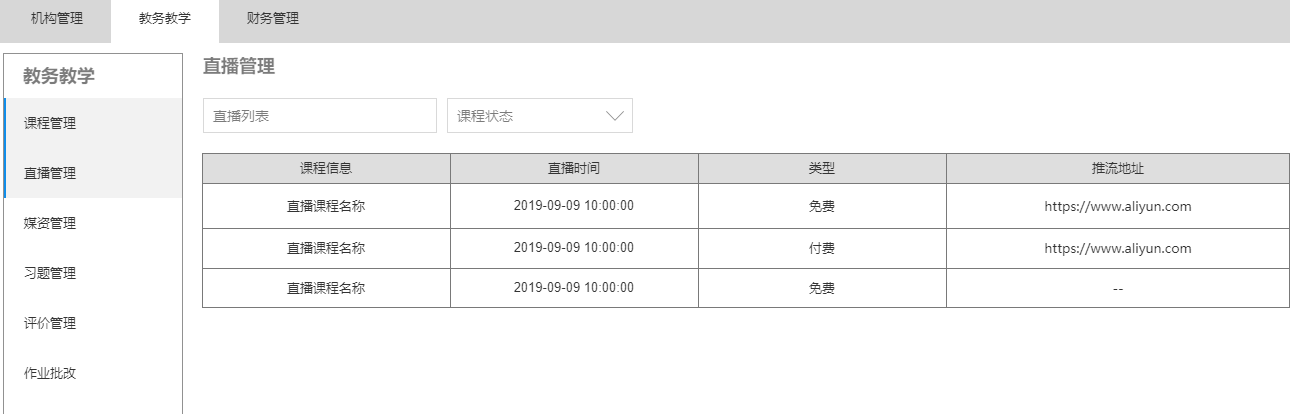 机构管理 教务教学 财务管理
教务教学
课程管理
直播管理
媒资管理
习题管理
评价管理
作业批改
直播管理
直播列表 课程状态
课程信息 直播时间 类型 推流地址
直播课程名称 2019-09-09 10:00:00 免费 https://www.aliyun.com
直播课程名称 2019-09-09 10:00:00 付费 https://www.aliyun.com
直播课程名称 2019-09-09 10:00:00 免费 --